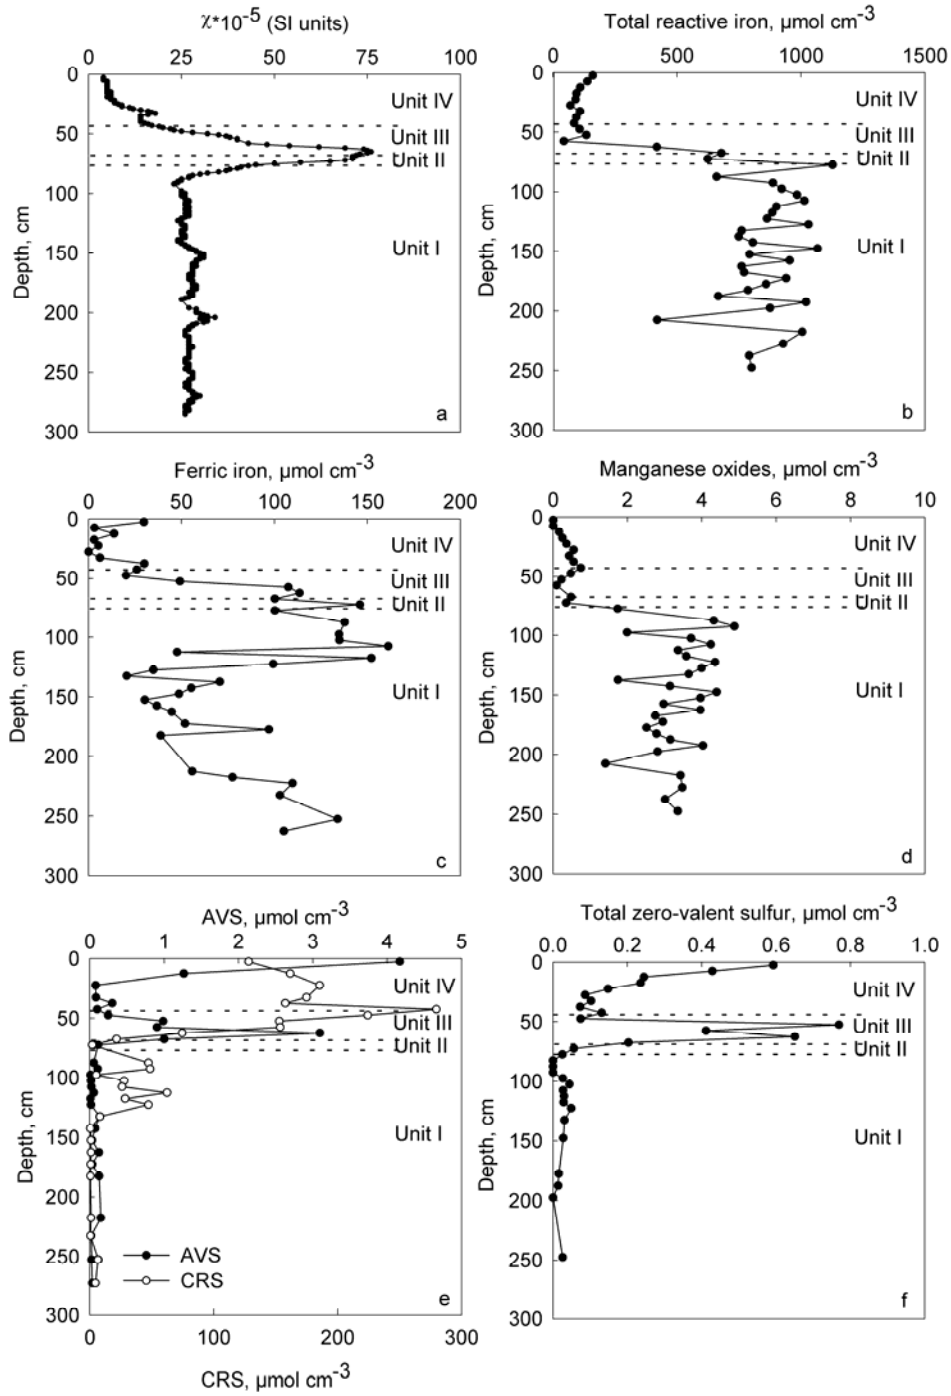 χ*10-5 (SI units)
0 25 50 75 100
0
50
100
150
200
250
300
Depth, cm
Unit IV
Unit III
Unit II
Unit I
a
Total reactive iron, µmol cm-3
0 500 1000 1500
0
50
100
150
200
250
300
Depth, cm
Unit IV
Unit III
Unit II
Unit I
b
Ferric iron, µmol cm-3
0 50 100 150 200
0
50
100
150
200
250
300
Depth, cm
Unit IV
Unit III
Unit II
Unit I
c
Manganese oxides, µmol cm-3
0 2 4 6 8 10
0
50
100
150
200
250
300
Depth, cm
Unit IV
Unit III
Unit II
Unit I
d
AVS, µmol cm-3
0 1 2 3 4 5
0
50
100
150
200
250
300
Depth, cm
Unit IV
Unit III
Unit II
Unit I
AVS
CRS
e
0 100 200 300
CRS, µmol cm-3
Total zero-valent sulfur, µmol cm-3
0.0 0.2 0.4 0.6 0.8 1.0
0
50
100
150
200
250
300
Depth, cm
Unit IV
Unit III
Unit II
Unit I
f